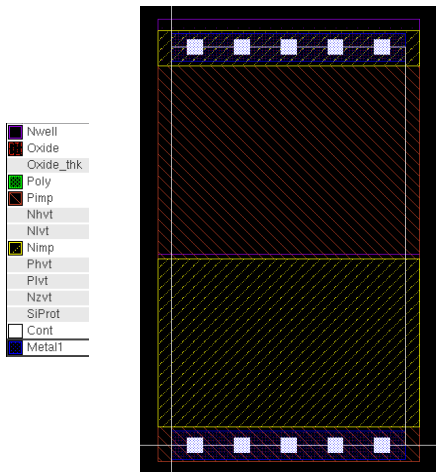 Nwell
Oxide
Oxide_thk
Poly
Pimp
Nhvt
Nlvt
Nimp
Phvt
Plvt
Nzvt
SiProt
Cont
Metal1